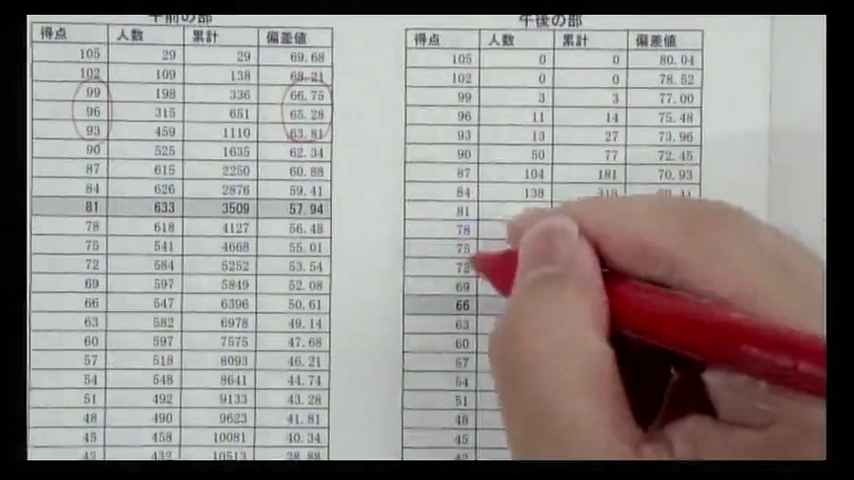 午前の部
得点 人数 累計 偏差値
105 29 29 69.68
102 109 138 68.21
99 198 336 66.75
96 315 651 65.28
93 459 1110 63.81
90 525 1635 62.34
87 615 2250 60.88
84 626 2876 59.41
81 633 3509 57.94
78 618 4127 56.48
75 541 4668 55.01
72 584 5252 53.54
69 597 5849 52.08
66 547 6396 50.61
63 582 6978 49.14
60 597 7575 47.68
57 518 8093 46.21
54 548 8641 44.74
51 492 9133 43.28
48 490 9623 41.81
45 458 10081 40.34
42 432 10513 38.88
午後の部
得点 人数 累計 偏差値
105 0 0 80.04
102 0 0 78.52
99 3 3 77.00
96 11 14 75.48
93 13 27 73.96
90 50 77 72.45
87 104 181 70.93
84 138
81
78
75
72
69
66
63
60
57
54
51
48
45
42